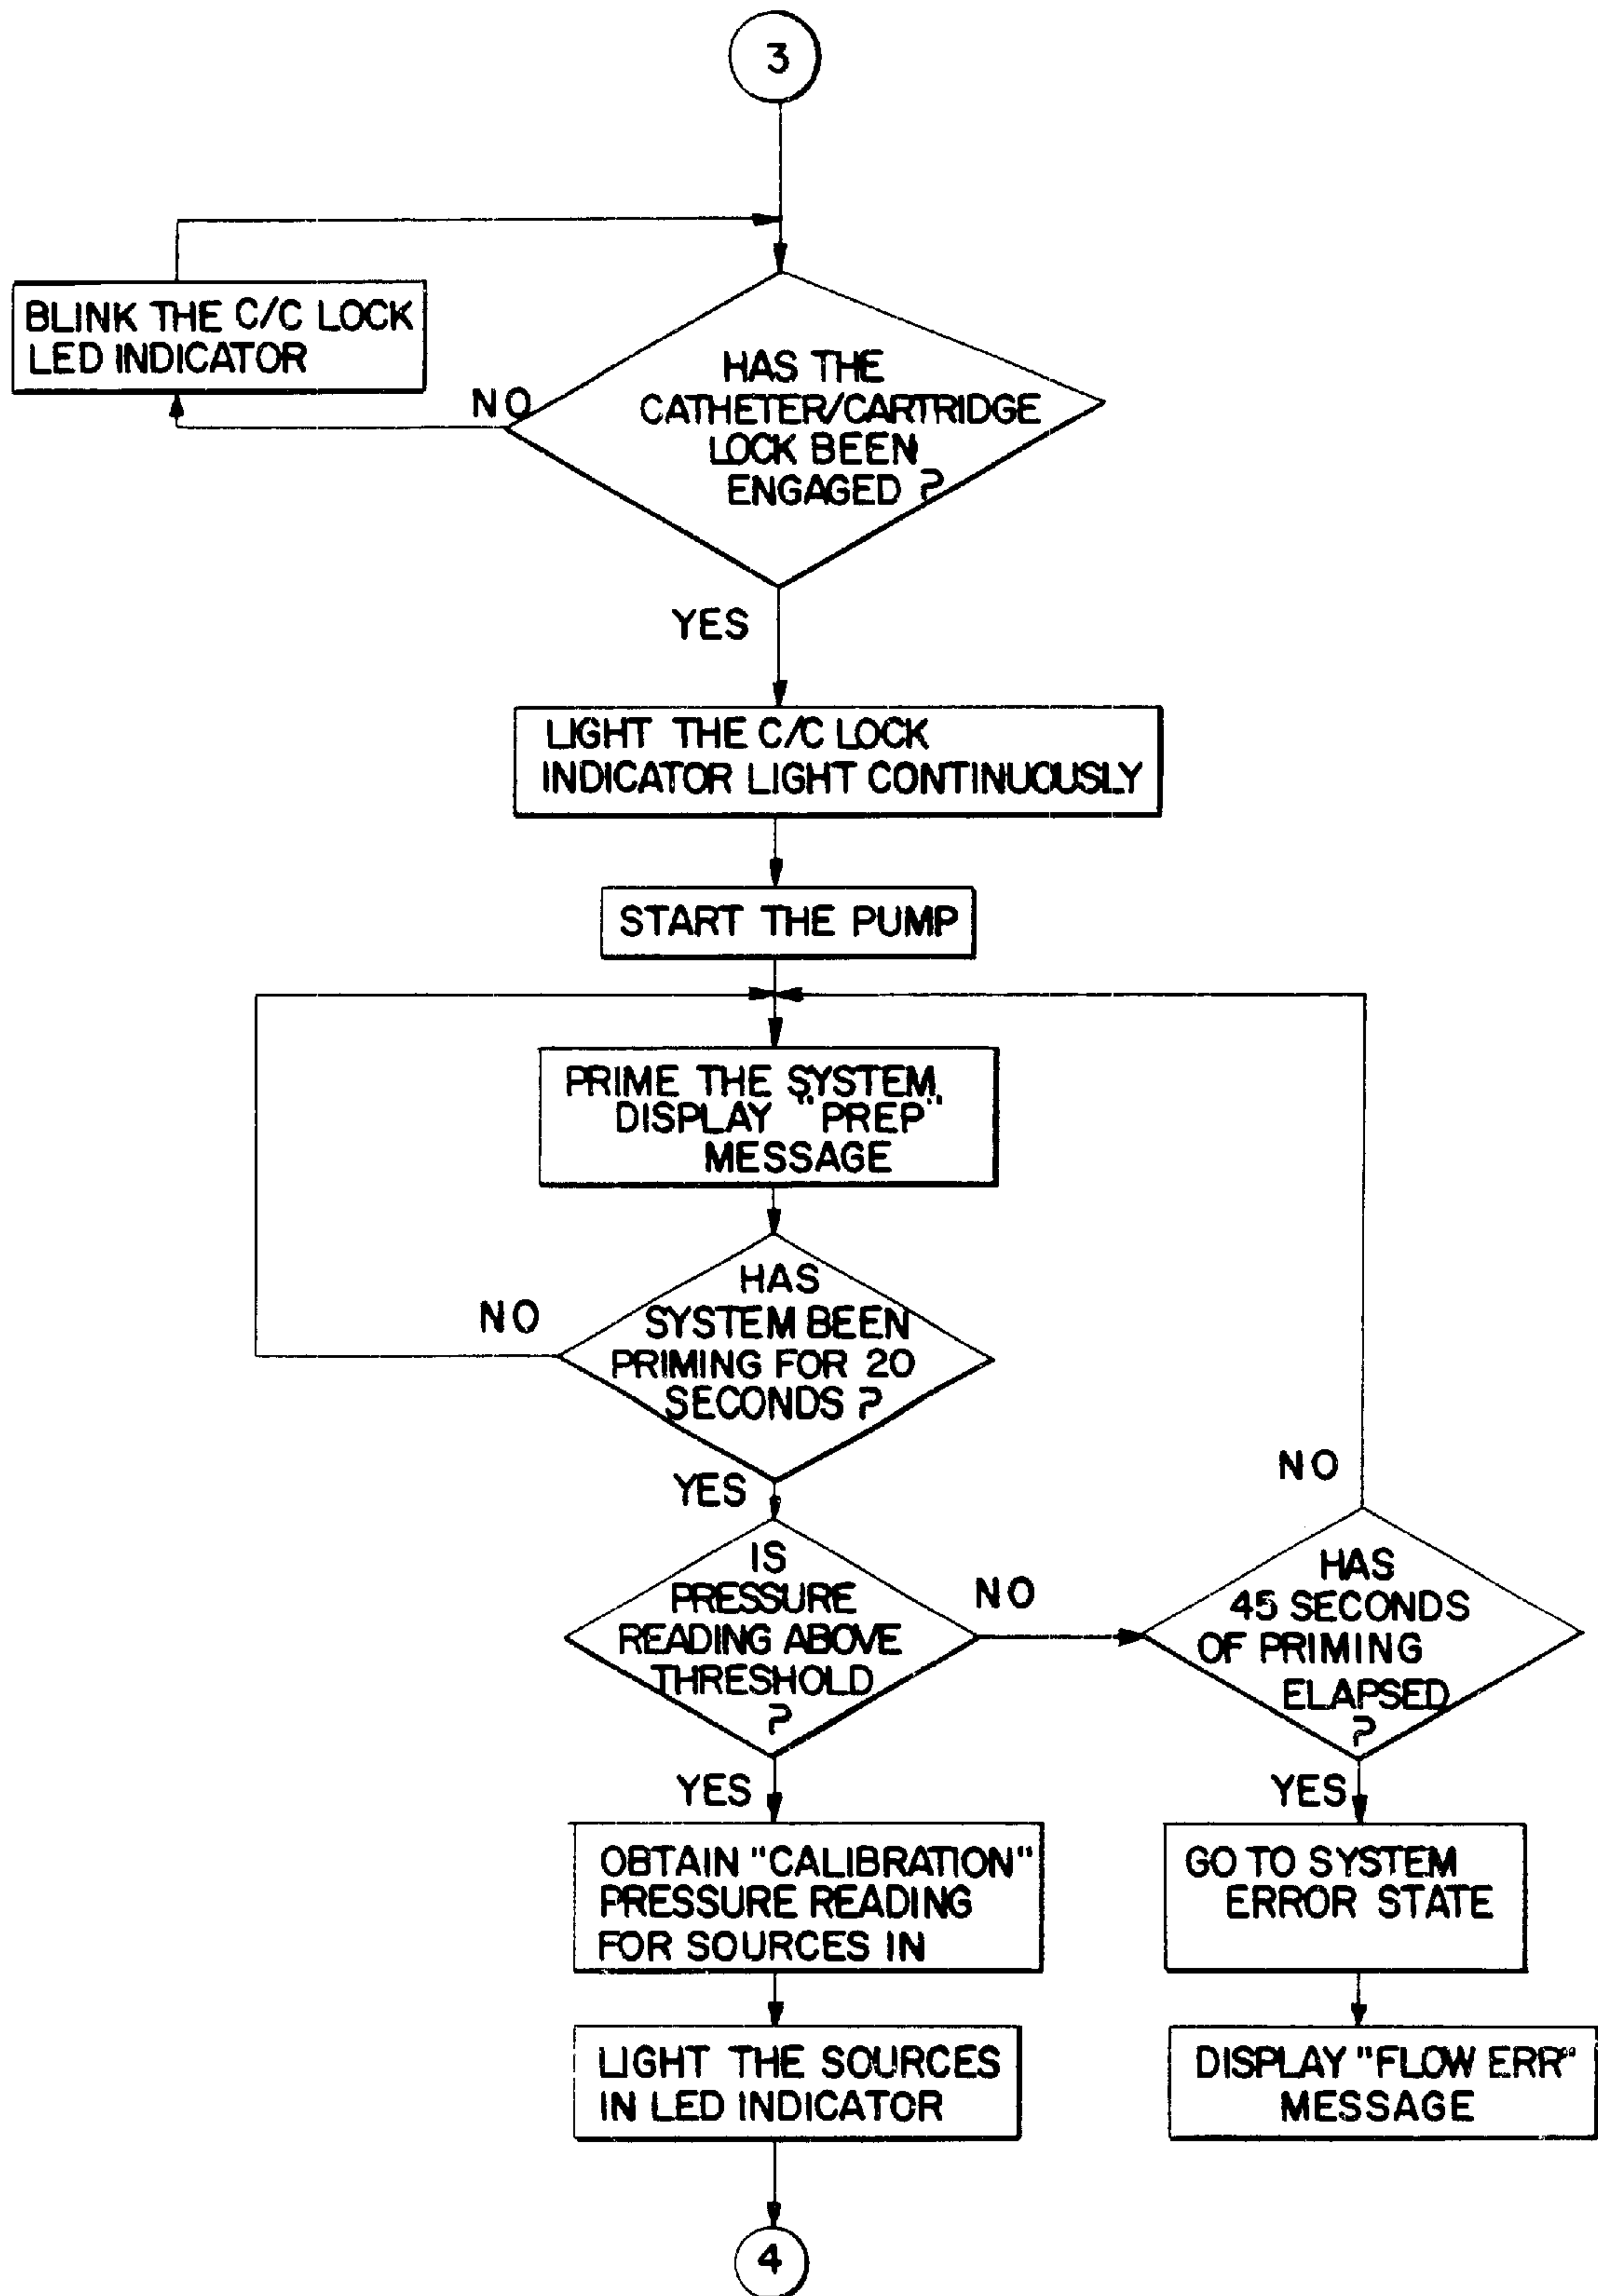 3
BLINK THE C/C LOCK
LED INDICATOR
NO
HAS THE
CATHETER/CARTRIDGE
LOCK BEEN
ENGAGED ?
YES
LIGHT THE C/C LOCK
INDICATOR LIGHT CONTINUOUSLY
START THE PUMP
PRIME THE SYSTEM,
DISPLAY "PREP"
MESSAGE
HAS
SYSTEM BEEN
PRIMING FOR 20
SECONDS ?
NO
YES
IS
PRESSURE
READING ABOVE
THRESHOLD
?
NO
HAS
45 SECONDS
OF PRIMING
ELAPSED
?
NO
YES
OBTAIN "CALIBRATION"
PRESSURE READING
FOR SOURCES IN
YES
GO TO SYSTEM
ERROR STATE
LIGHT THE SOURCES
IN LED INDICATOR
DISPLAY "FLOW ERR"
MESSAGE
4